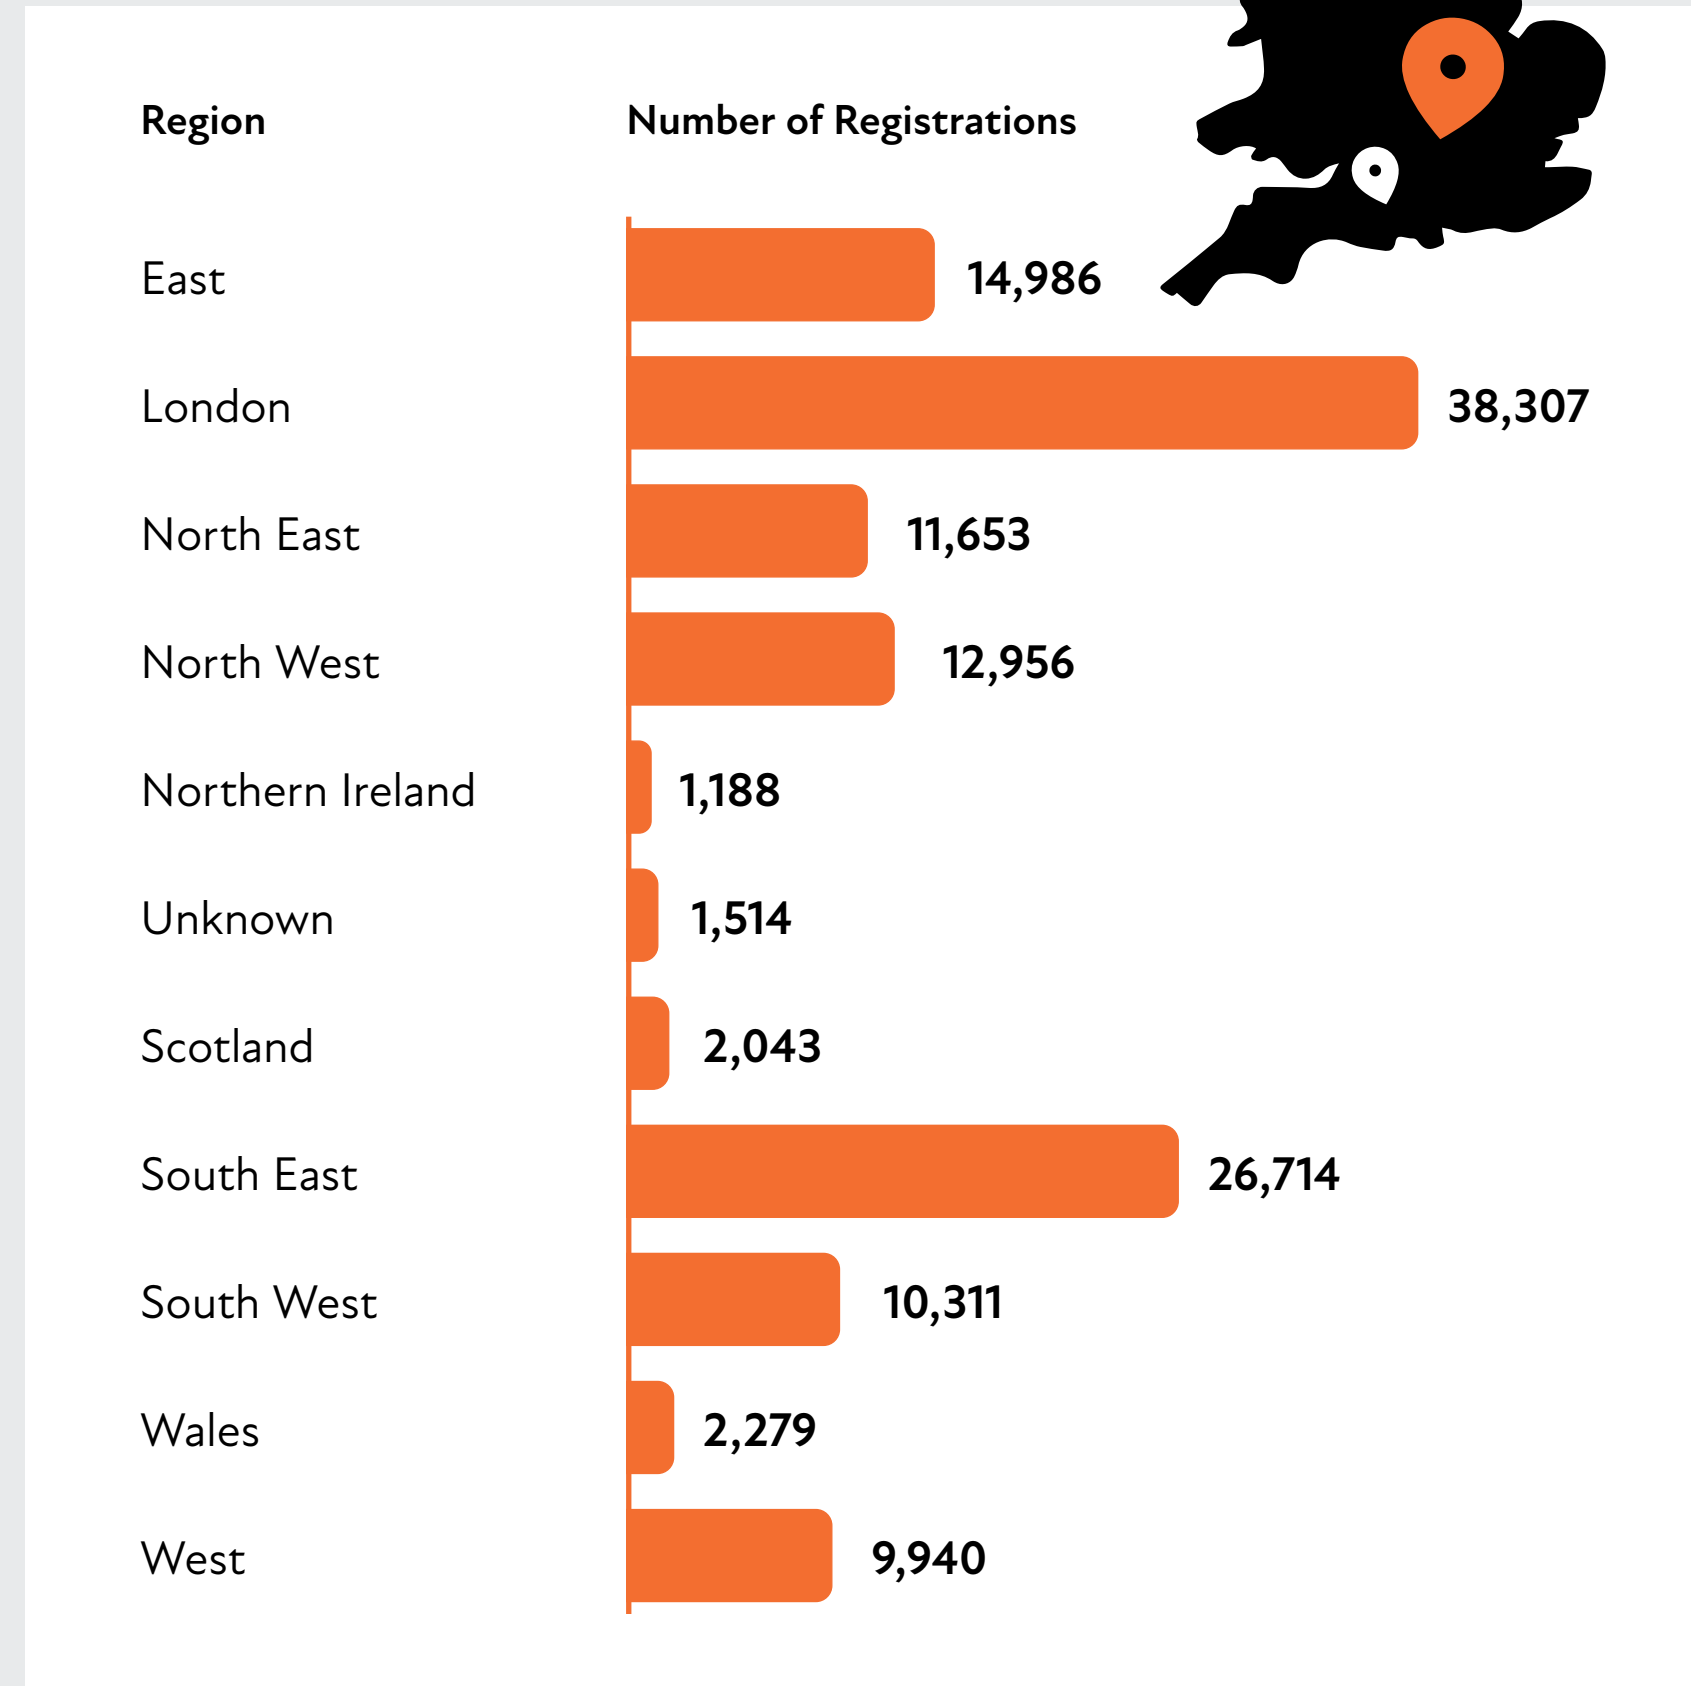 Region Number of Registrations
East 14,986
London 38,307
North East 11,653
North West 12,956
Northern Ireland 1,188
Unknown 1,514
Scotland 2,043
South East 26,714
South West 10,311
Wales 2,279
West 9,940